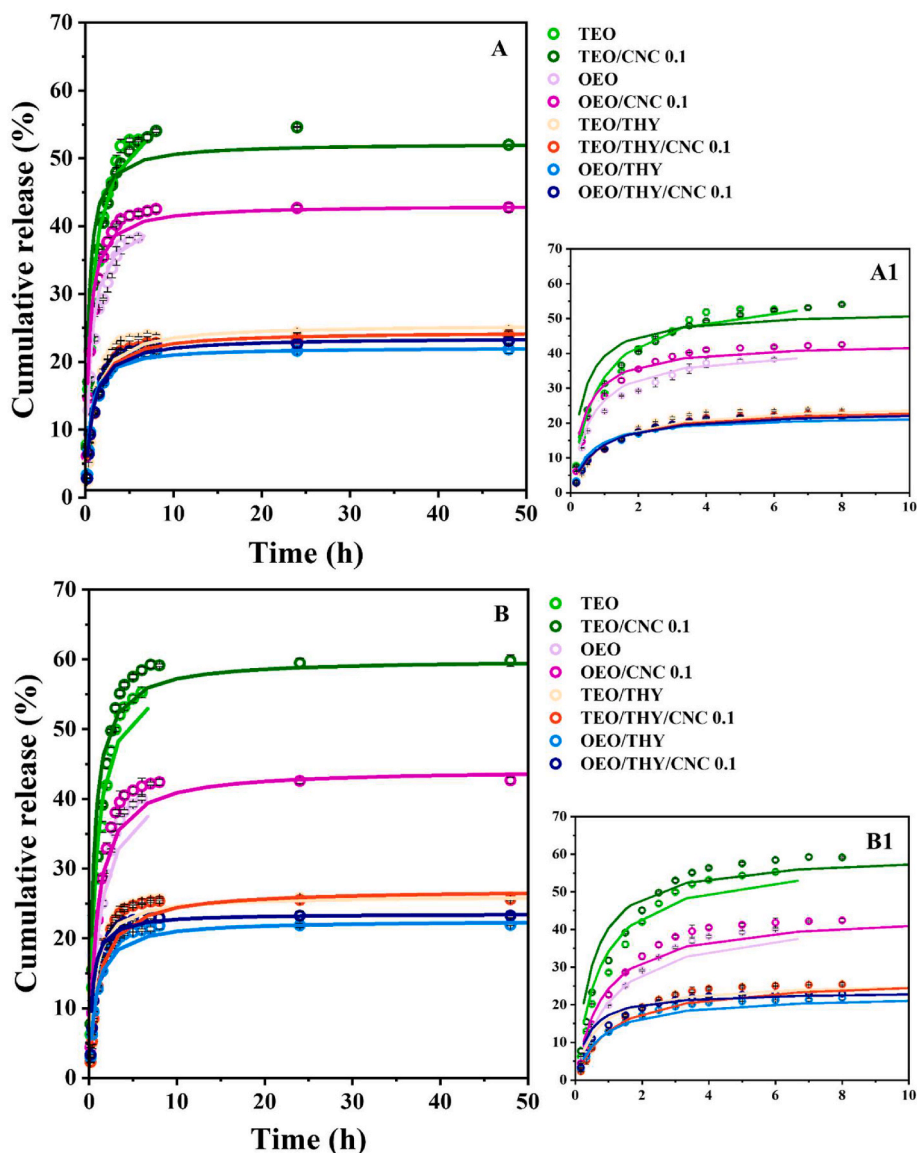 70
60
50
40
30
20
10
0
Cumulative release (%)
A
0
10
20
30
40
50
Time (h)
TEO
TEO/CNC 0.1
OEO
OEO/CNC 0.1
TEO/THY
TEO/THY/CNC 0.1
OEO/THY
OEO/THY/CNC 0.1
A1
70
60
50
40
30
20
10
0
0
2
4
6
8
10
70
60
50
40
30
20
10
0
Cumulative release (%)
B
0
10
20
30
40
50
Time (h)
TEO
TEO/CNC 0.1
OEO
OEO/CNC 0.1
TEO/THY
TEO/THY/CNC 0.1
OEO/THY
OEO/THY/CNC 0.1
B1
70
60
50
40
30
20
10
0
0
2
4
6
8
10